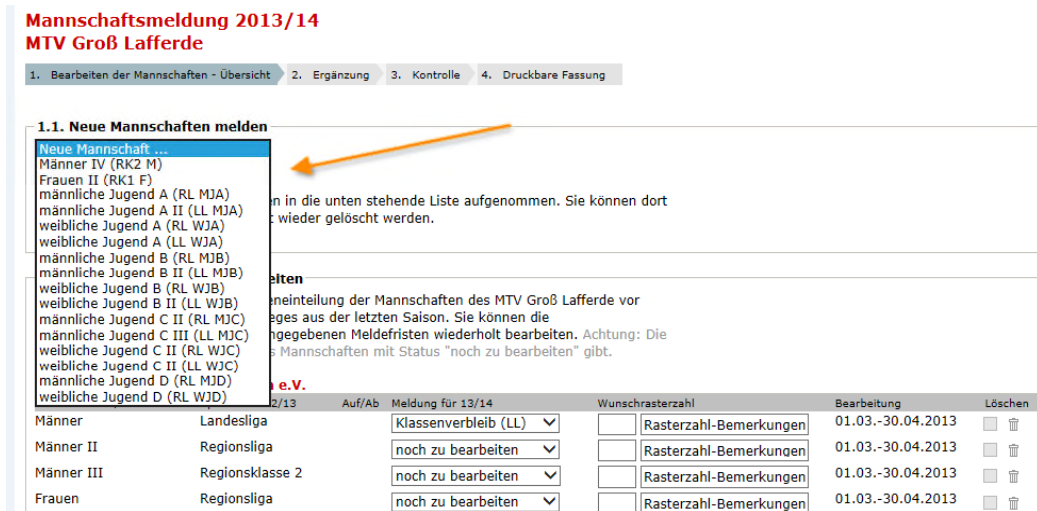 Mannschaftsmeldung 2013/14
MTV Groß Lafferde
1. Bearbeiten der Mannschaften - Übersicht 2. Ergänzung 3. Kontrolle 4. Druckbare Fassung
1.1. Neue Mannschaften melden
Neue Mannschaft ...
Männer IV (RK2 M)
Frauen II (RK1 F)
männliche Jugend A (RL MJA)
männliche Jugend A II (LL MJA)
weibliche Jugend A (RL WJA)
weibliche Jugend A (LL WJA)
männliche Jugend B (RL MJB)
männliche Jugend B II (LL MJB)
weibliche Jugend B (RL WJB)
weibliche Jugend B II (LL WJB)
männliche Jugend C II (RL MJC)
männliche Jugend C III (LL MJC)
weibliche Jugend C II (RL WJC)
weibliche Jugend C II (LL WJC)
männliche Jugend D (RL MJD)
weibliche Jugend D (RL WJD)
en in die unten stehende Liste aufgenommen. Sie können dort
t wieder gelöscht werden.
eiten
eneinteilung der Mannschaften des MTV Groß Lafferde vor
eges aus der letzten Saison. Sie können die
ngegebenen Meldefristen wiederholt bearbeiten. Achtung: Die
s Mannschaften mit Status "noch zu bearbeiten" gibt.
e.V.
2/13 Auf/Ab Meldung für 13/14 Wunschrasterzahl Bearbeitung Löschen
Männer Landesliga Klassenverbleib (LL) Rasterzahl-Bemerkungen 01.03.-30.04.2013
Männer II Regionsliga noch zu bearbeiten Rasterzahl-Bemerkungen 01.03.-30.04.2013
Männer III Regionsklasse 2 noch zu bearbeiten Rasterzahl-Bemerkungen 01.03.-30.04.2013
Frauen Regionsliga noch zu bearbeiten Rasterzahl-Bemerkungen 01.03.-30.04.2013